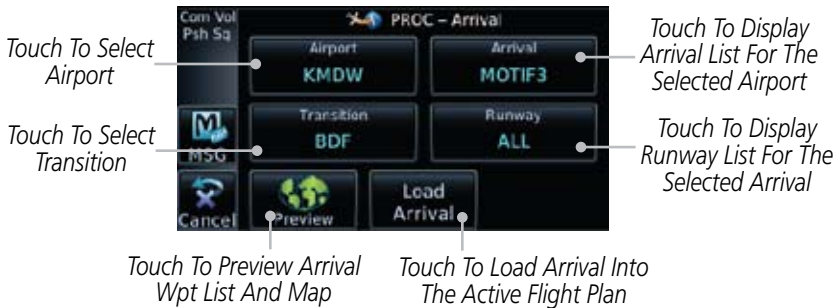 Com Vol
Psh Sq
PROC – Arrival
Touch To Select
Airport
Airport
KMDW
Arrival
MOTIF3
Touch To Display
Arrival List For The
Selected Airport
Touch To Select
Transition
MSG
Transition
BDF
Runway
ALL
Touch To Display
Runway List For The
Selected Arrival
Cancel
Preview
Load
Arrival
Touch To Preview Arrival
Wpt List And Map
Touch To Load Arrival Into
The Active Flight Plan